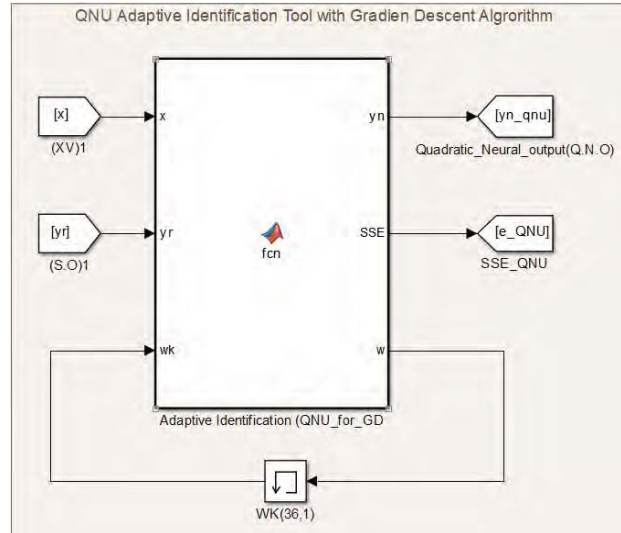 QNU Adaptive Identification Tool with Gradien Descent Algorithm
[x]
(XV)1
x
yn
[yn_qnu]
Quadratic_Neural_output(Q.N.O)
[yr]
(S.O)1
yr
fcn
SSE
[e_QNU]
SSE_QNU
wk
w
Adaptive Identification (QNU_for_GD
WK(36,1)